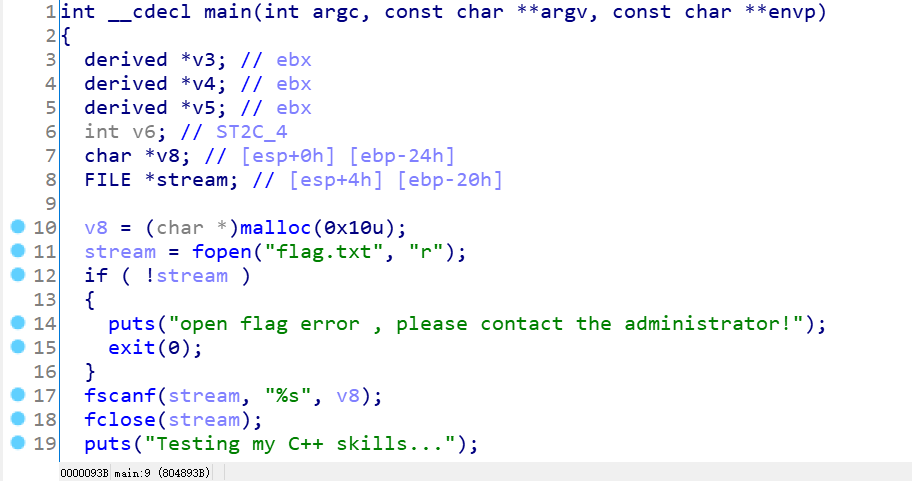 1 int __cdecl main(int argc, const char **argv, const char **envp)
2 {
3 derived *v3; // ebx
4 derived *v4; // ebx
5 derived *v5; // ebx
6 int v6; // ST2C_4
7 char *v8; // [esp+0h] [ebp-24h]
8 FILE *stream; // [esp+4h] [ebp-20h]
9
10 v8 = (char *)malloc(0x10u);
11 stream = fopen("flag.txt", "r");
12 if ( !stream )
13 {
14 puts("open flag error , please contact the administrator!");
15 exit(0);
16 }
17 fscanf(stream, "%s", v8);
18 fclose(stream);
19 puts("Testing my C++ skills...");
0000093B main:9 (804893B)